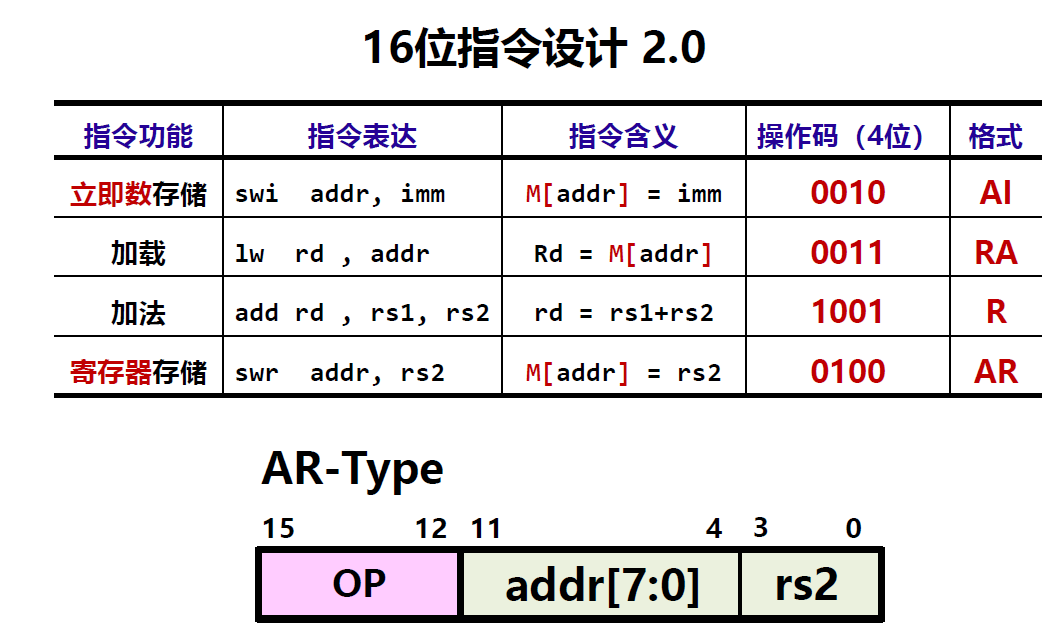 16位指令设计 2.0
指令功能 指令表达 指令含义 操作码（4位） 格式
立即数存储 swi addr, imm M[addr] = imm 0010 AI
加载 lw rd , addr Rd = M[addr] 0011 RA
加法 add rd , rs1, rs2 rd = rs1+rs2 1001 R
寄存器存储 swr addr, rs2 M[addr] = rs2 0100 AR
AR-Type
15 12 11 4 3 0
OP addr[7:0] rs2